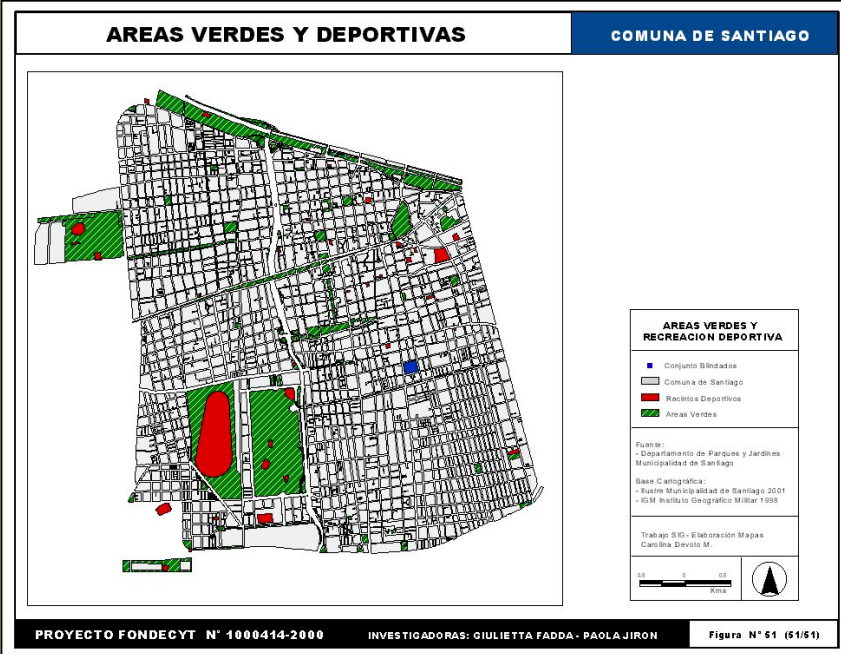 AREAS VERDES Y DEPORTIVAS
COMUNA DE SANTIAGO
AREAS VERDES Y
RECREACION DEPORTIVA
Conjunto Blindados
Comuna de Santiago
Recintos Deportivos
Areas Verdes
Fuente:
- Departamento de Parques y Jardines
Municipalidad de Santiago
Base Cartográfica:
- Ilustre Municipalidad de Santiago 2001
- IGM Instituto Geográfico Militar 1998
Trabajo SIG- Elaboración Mapas
Carolina Devoto M.
0.5 0 0.5
Kms
PROYECTO FONDECYT N° 1000414-2000
INVESTIGADORAS: GIULIETTA FADDA - PAOLA JIRON
Figura N° 51 (51/51)